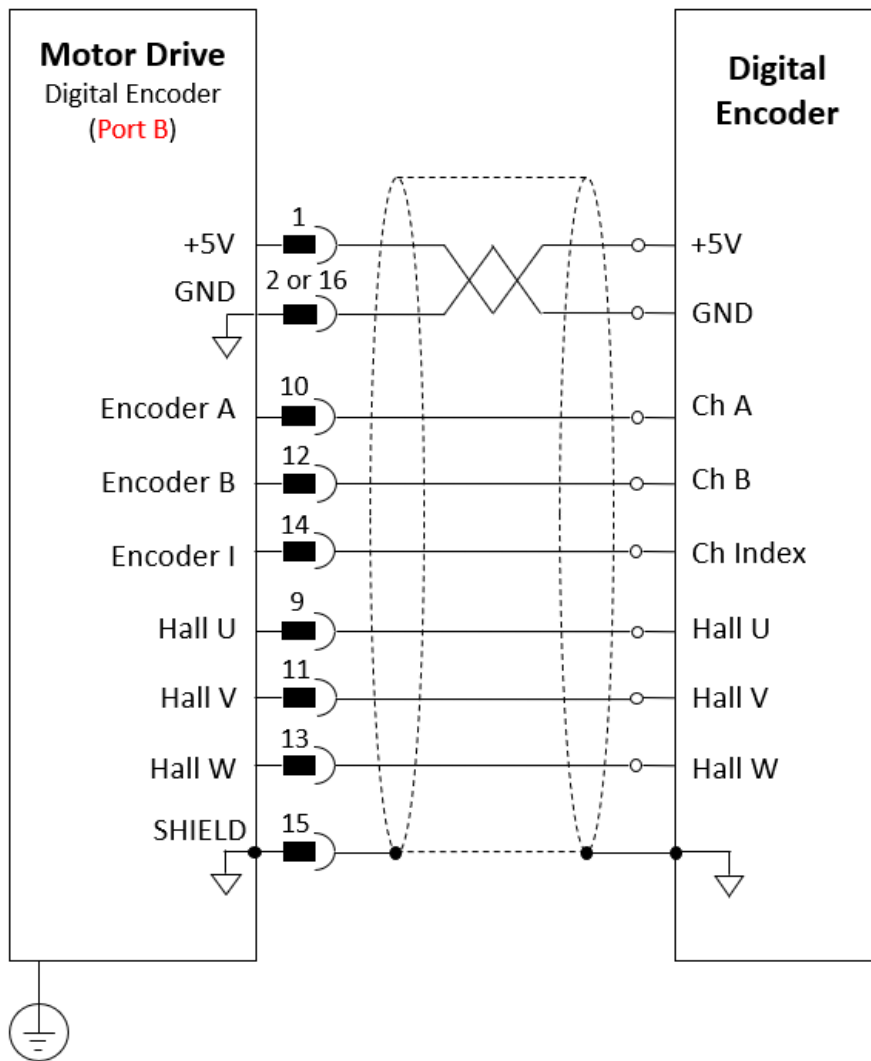 Motor Drive
Digital Encoder
(Port B)
Digital
Encoder
+5V
1
+5V
GND
2 or 16
GND
Encoder A
10
Ch A
Encoder B
12
Ch B
Encoder I
14
Ch Index
Hall U
9
Hall U
Hall V
11
Hall V
Hall W
13
Hall W
SHIELD
15